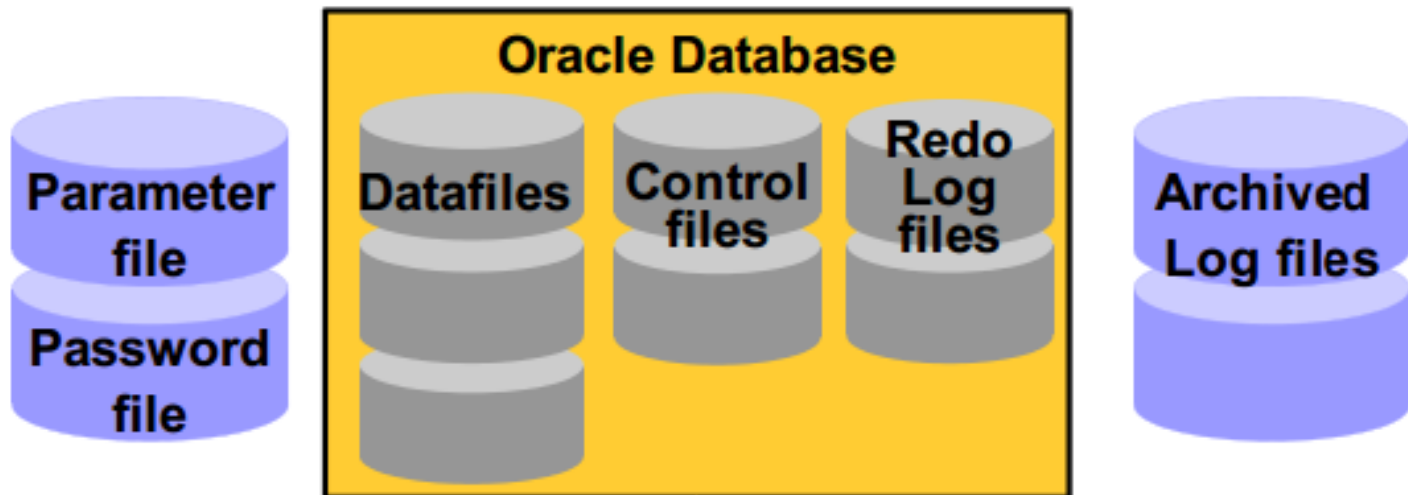 Oracle Database
Parameter
file
Password
file
Datafiles
Control
files
Redo
Log
files
Archived
Log files